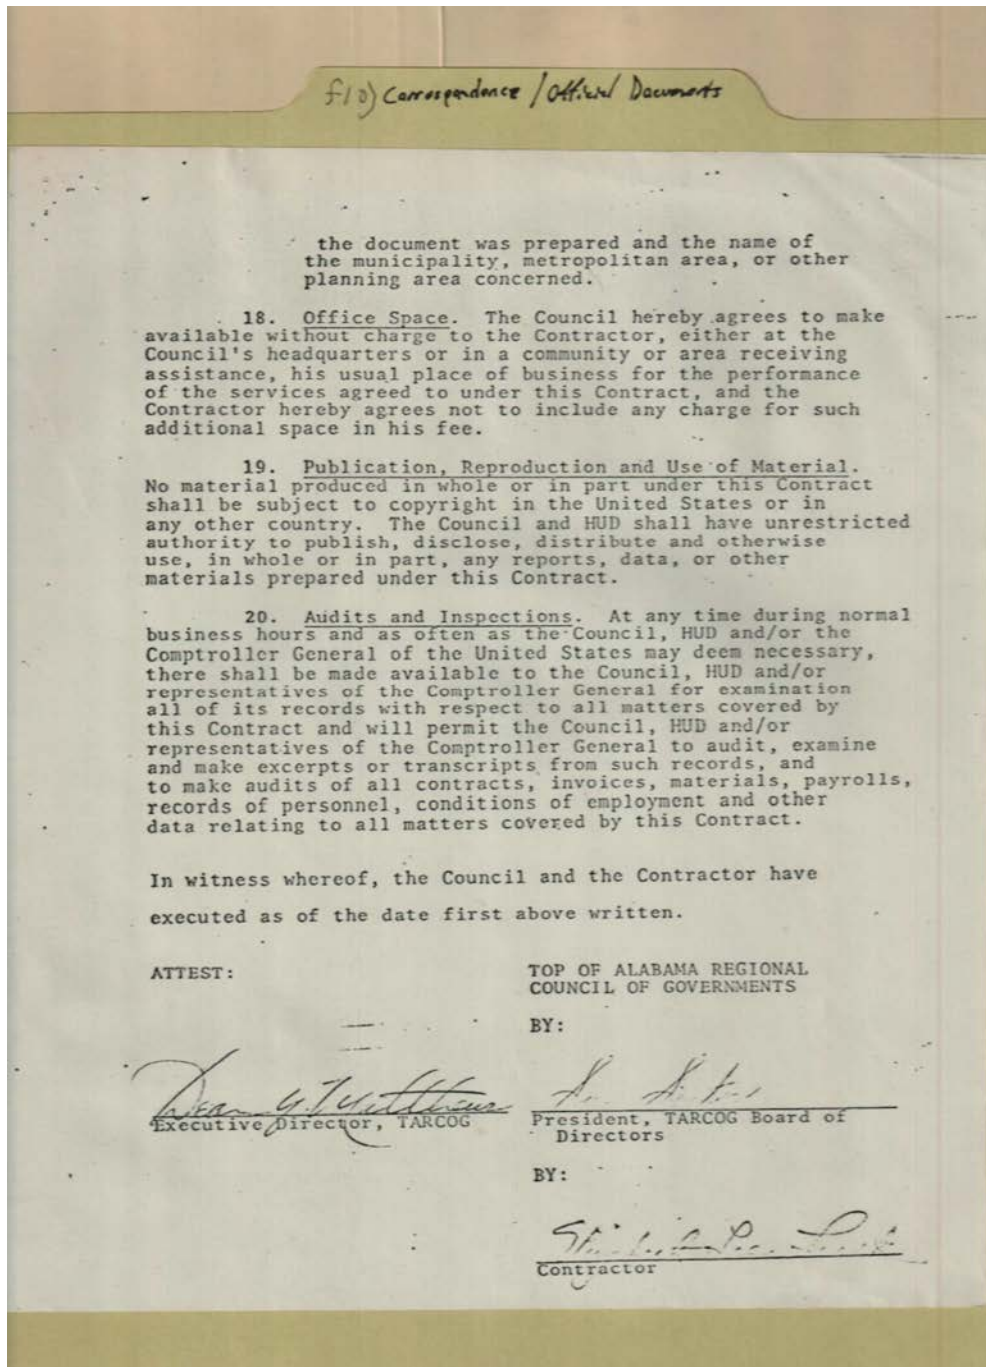 f10) Correspondence / Official Documents
the document was prepared and the name of
the municipality, metropolitan area, or other
planning area concerned.
18. Office Space. The Council hereby agrees to make
available without charge to the Contractor, either at the
Council's headquarters or in a community or area receiving
assistance, his usual place of business for the performance
of the services agreed to under this Contract, and the
Contractor hereby agrees not to include any charge for such
additional space in his fee.
19. Publication, Reproduction and Use of Material.
No material produced in whole or in part under this Contract
shall be subject to copyright in the United States or in
any other country. The Council and HUD shall have unrestricted
authority to publish, disclose, distribute and otherwise
use, in whole or in part, any reports, data, or other
materials prepared under this Contract.
20. Audits and Inspections. At any time during normal
business hours and as often as the Council, HUD and/or the
Comptroller General of the United States may deem necessary,
there shall be made available to the Council, HUD and/or
representatives of the Comptroller General for examination
all of its records with respect to all matters covered by
this Contract and will permit the Council, HUD and/or
representatives of the Comptroller General to audit, examine
and make excerpts or transcripts from such records, and
to make audits of all contracts, invoices, materials, payrolls,
records of personnel, conditions of employment and other
data relating to all matters covered by this Contract.
In witness whereof, the Council and the Contractor have
executed as of the date first above written.
ATTEST:
TOP OF ALABAMA REGIONAL
COUNCIL OF GOVERNMENTS
BY:
Dean Matthews
Executive Director, TARCOG
President, TARCOG Board of
Directors
BY:
Contractor